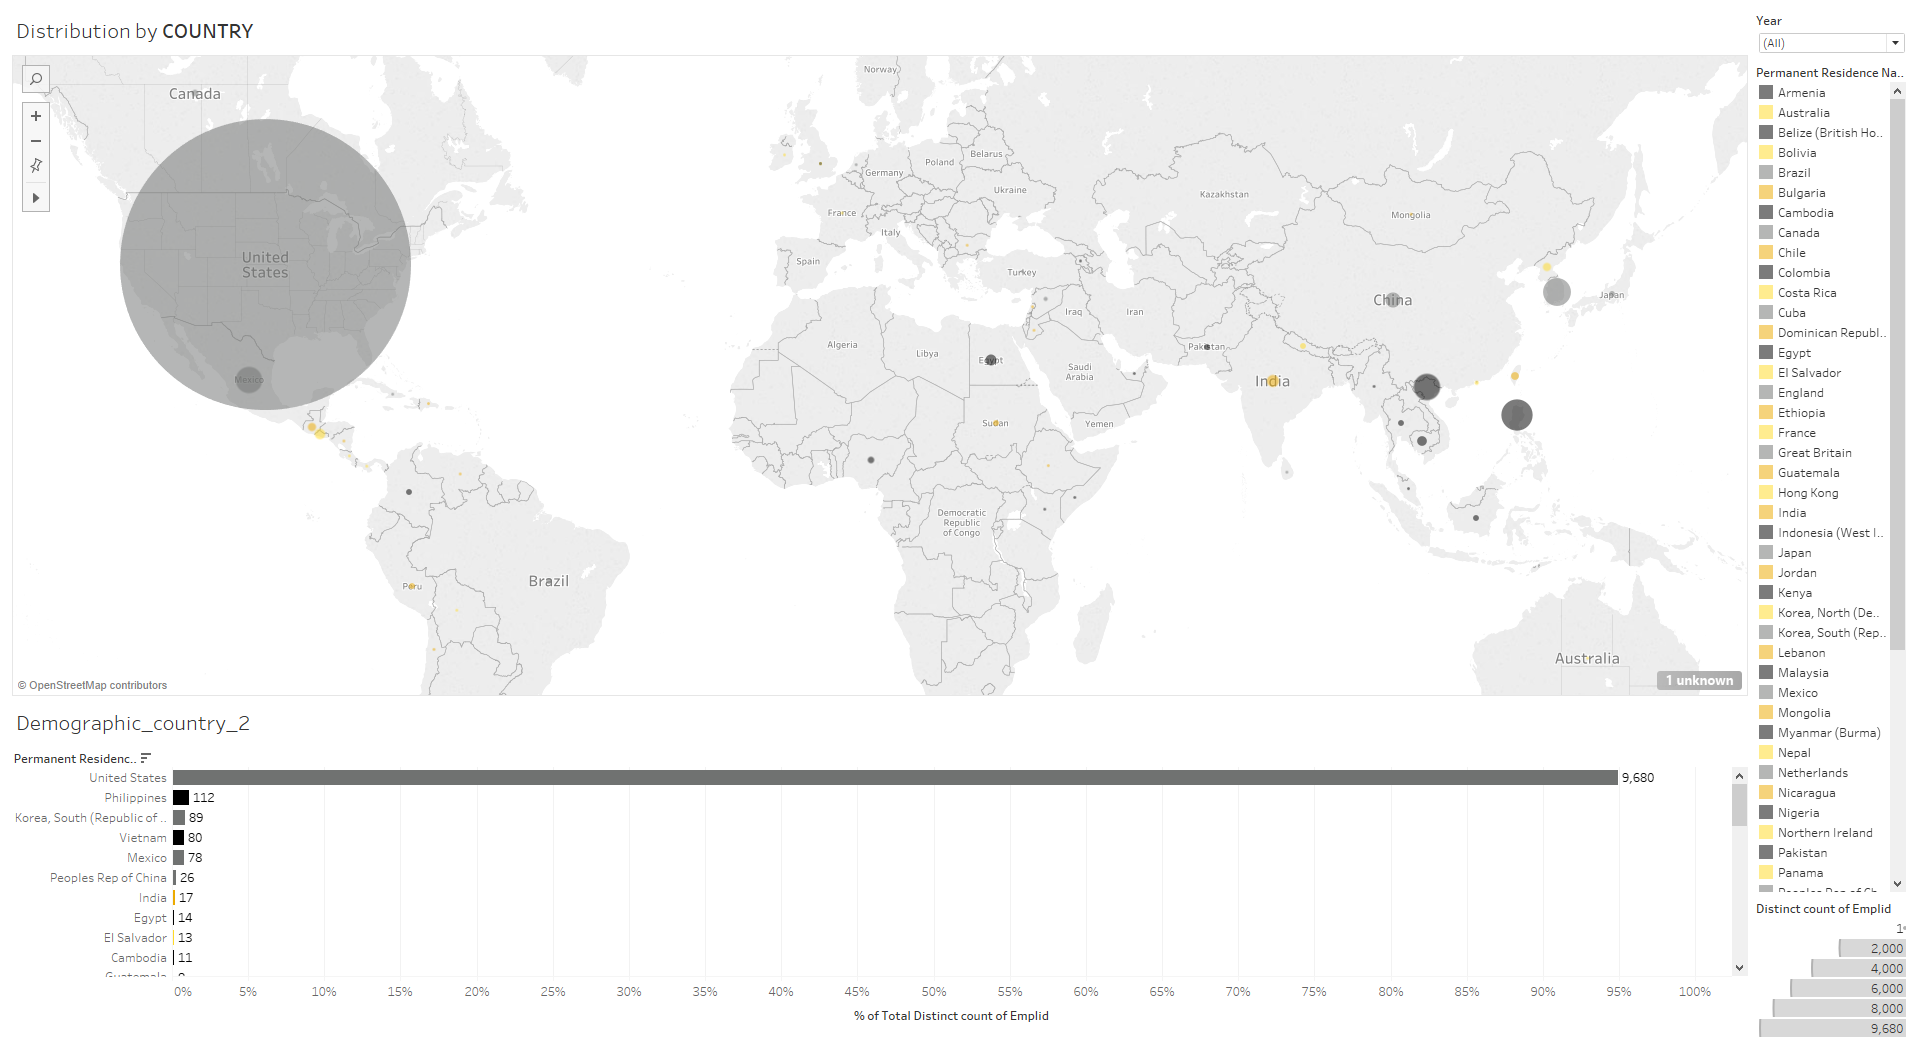 Distribution by COUNTRY
Year
(All)
Permanent Residence Na..
Armenia
Australia
Belize (British Ho..
Bolivia
Brazil
Bulgaria
Cambodia
Canada
Chile
Colombia
Costa Rica
Cuba
Dominican Republ..
Egypt
El Salvador
England
Ethiopia
France
Great Britain
Guatemala
Hong Kong
India
Indonesia (West I..
Japan
Jordan
Kenya
Korea, North (De..
Korea, South (Rep..
Lebanon
Malaysia
Mexico
Mongolia
Myanmar (Burma)
Nepal
Netherlands
Nicaragua
Nigeria
Northern Ireland
Pakistan
Panama
Peoples Rep of Ch..
Canada
Norway
Poland
Belarus
Germany
Ukraine
Kazakhstan
France
Mongolia
Italy
United
States
Spain
Turkey
China
Japan
Iraq
Iran
Algeria
Libya
Egypt
Pakistan
Saudi
Arabia
India
Mexico
Sudan
Yemen
Democratic
Republic
of Congo
Peru
Brazil
Australia
© OpenStreetMap contributors
1 unknown
Demographic_country_2
Permanent Residenc..
United States 9,680
Philippines 112
Korea, South (Republic of .. 89
Vietnam 80
Mexico 78
Peoples Rep of China 26
India 17
Egypt 14
El Salvador 13
Cambodia 11
Guatemala 9
0% 5% 10% 15% 20% 25% 30% 35% 40% 45% 50% 55% 60% 65% 70% 75% 80% 85% 90% 95% 100%
% of Total Distinct count of Emplid
Distinct count of Emplid
1
2,000
4,000
6,000
8,000
9,680